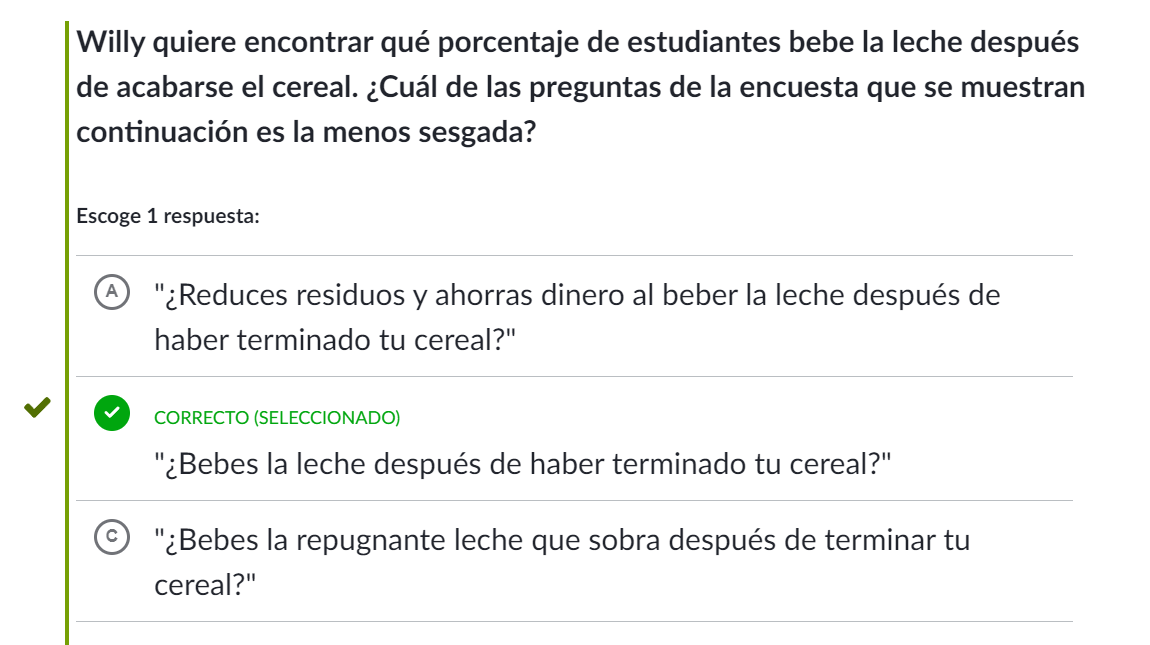 Willy quiere encontrar qué porcentaje de estudiantes bebe la leche después
de acabarse el cereal. ¿Cuál de las preguntas de la encuesta que se muestran
continuación es la menos sesgada?
Escoge 1 respuesta:
A "¿Reduces residuos y ahorras dinero al beber la leche después de
haber terminado tu cereal?"
CORRECTO (SELECCIONADO)
"¿Bebes la leche después de haber terminado tu cereal?"
C "¿Bebes la repugnante leche que sobra después de terminar tu
cereal?"